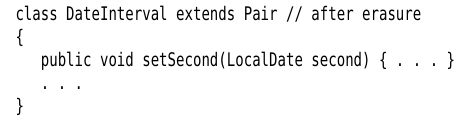 class DateInterval extends Pair // after erasure
{
public void setSecond(LocalDate second) { . . . }
. . .
}